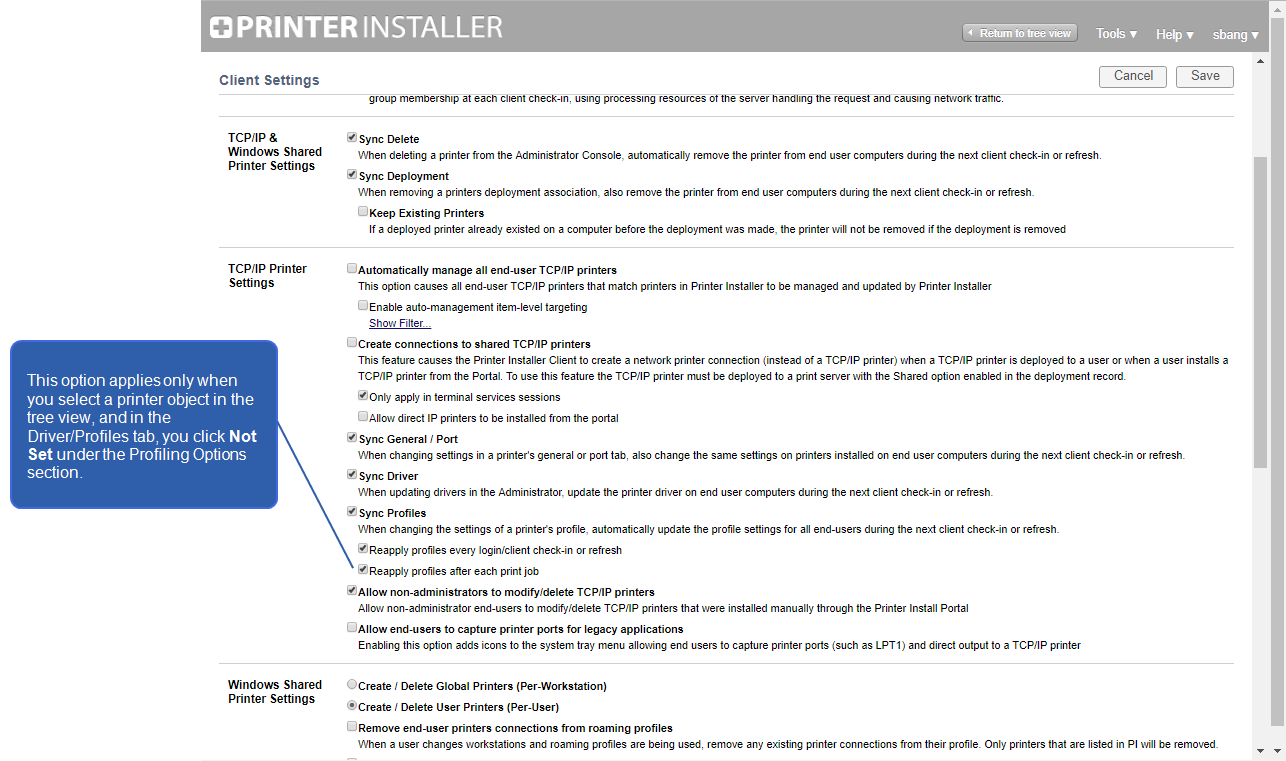 PRINTER INSTALLER
Return to tree view
Tools ▾
Help ▾
sbang ▾
Client Settings
Cancel
Save
group membership at each client check-in, using processing resources of the server handling the request and causing network traffic.
TCP/IP &
Windows Shared
Printer Settings
Sync Delete
When deleting a printer from the Administrator Console, automatically remove the printer from end user computers during the next client check-in or refresh.
Sync Deployment
When removing a printers deployment association, also remove the printer from end user computers during the next client check-in or refresh.
Keep Existing Printers
If a deployed printer already existed on a computer before the deployment was made, the printer will not be removed if the deployment is removed
TCP/IP Printer
Settings
Automatically manage all end-user TCP/IP printers
This option causes all end-user TCP/IP printers that match printers in Printer Installer to be managed and updated by Printer Installer
Enable auto-management item-level targeting
Show Filter...
Create connections to shared TCP/IP printers
This feature causes the Printer Installer Client to create a network printer connection (instead of a TCP/IP printer) when a TCP/IP printer is deployed to a user or when a user installs a
TCP/IP printer from the Portal. To use this feature the TCP/IP printer must be deployed to a print server with the Shared option enabled in the deployment record.
Only apply in terminal services sessions
Allow direct IP printers to be installed from the portal
Sync General / Port
When changing settings in a printer's general or port tab, also change the same settings on printers installed on end user computers during the next client check-in or refresh.
Sync Driver
When updating drivers in the Administrator, update the printer driver on end user computers during the next client check-in or refresh.
Sync Profiles
When changing the settings of a printer's profile, automatically update the profile settings for all end-users during the next client check-in or refresh.
Reapply profiles every login/client check-in or refresh
Reapply profiles after each print job
Allow non-administrators to modify/delete TCP/IP printers
Allow non-administrator end-users to modify/delete TCP/IP printers that were installed manually through the Printer Install Portal
Allow end-users to capture printer ports for legacy applications
Enabling this option adds icons to the system tray menu allowing end users to capture printer ports (such as LPT1) and direct output to a TCP/IP printer
Windows Shared
Printer Settings
Create / Delete Global Printers (Per-Workstation)
Create / Delete User Printers (Per-User)
Remove end-user printers connections from roaming profiles
When a user changes workstations and roaming profiles are being used, remove any existing printer connections from their profile. Only printers that are listed in PI will be removed.
This option applies only when
you select a printer object in the
tree view, and in the
Driver/Profiles tab, you click Not
Set under the Profiling Options
section.